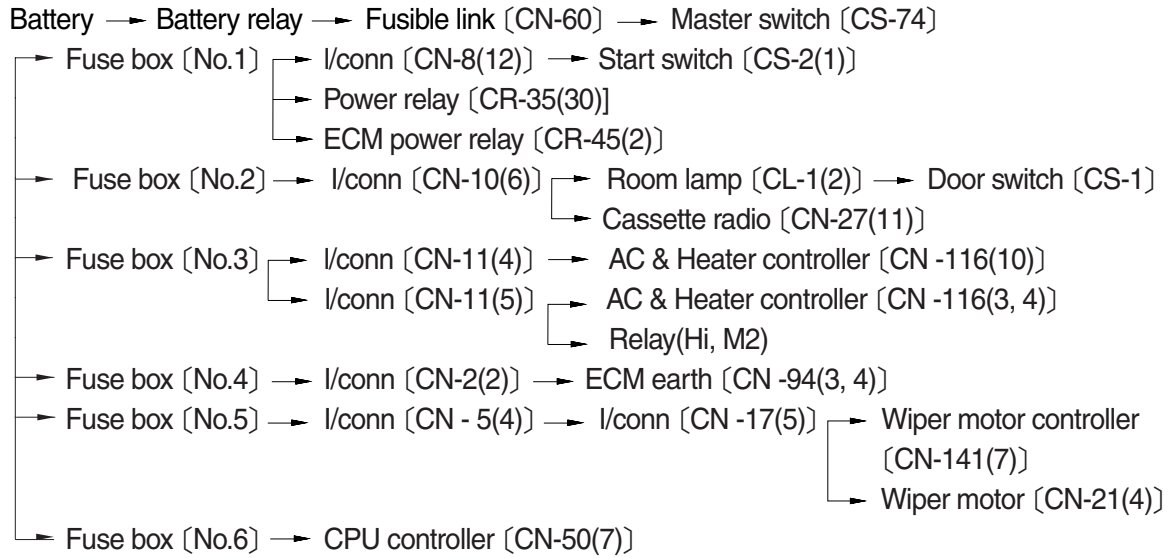 Battery → Battery relay → Fusible link 〔CN-60〕 → Master switch 〔CS-74〕
→ Fuse box 〔No.1〕 → I/conn 〔CN-8(12)〕 → Start switch 〔CS-2(1)〕
→ Power relay 〔CR-35(30)]
→ ECM power relay 〔CR-45(2)〕
→ Fuse box 〔No.2〕 → I/conn 〔CN-10(6)〕 → Room lamp 〔CL-1(2)〕 → Door switch 〔CS-1〕
→ Cassette radio 〔CN-27(11)〕
→ Fuse box 〔No.3〕 → I/conn 〔CN-11(4)〕 → AC & Heater controller 〔CN -116(10)〕
→ I/conn 〔CN-11(5)〕 → AC & Heater controller 〔CN -116(3, 4)〕
→ Relay(Hi, M2)
→ Fuse box 〔No.4〕 → I/conn 〔CN-2(2)〕 → ECM earth 〔CN -94(3, 4)〕
→ Fuse box 〔No.5〕 → I/conn 〔CN - 5(4)〕 → I/conn 〔CN -17(5)〕 → Wiper motor controller
〔CN-141(7)〕
→ Wiper motor 〔CN-21(4)〕
→ Fuse box 〔No.6〕 → CPU controller 〔CN-50(7)〕